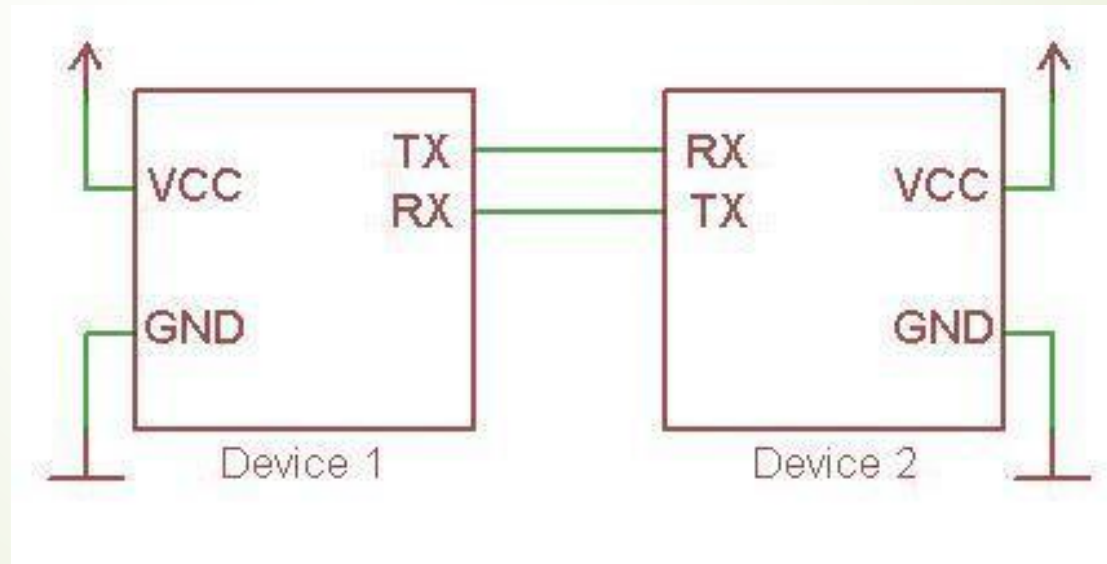 TX
RX
VCC
GND
Device 1
RX
TX
VCC
GND
Device 2